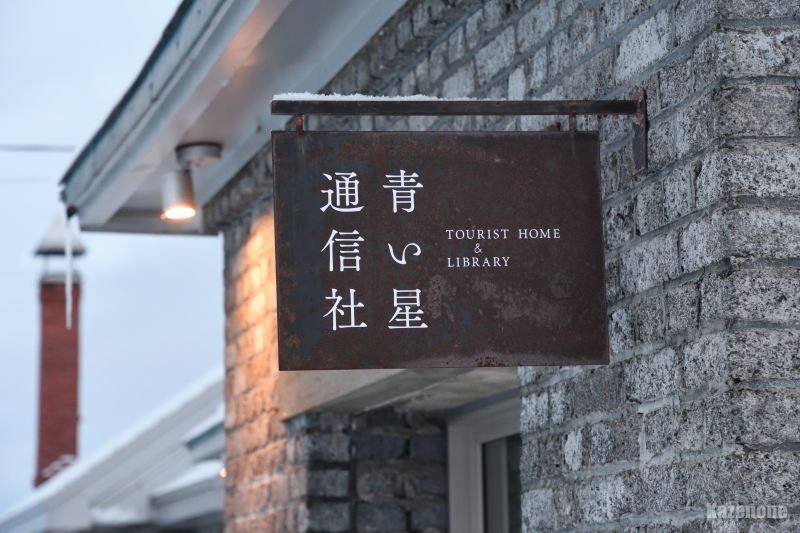 青い星
通信社
TOURIST HOME
&
LIBRARY
Kazenone